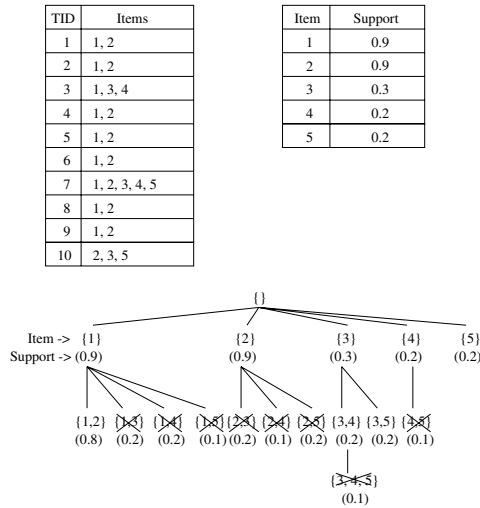 TID Items
1 1, 2
2 1, 2
3 1, 3, 4
4 1, 2
5 1, 2
6 1, 2
7 1, 2, 3, 4, 5
8 1, 2
9 1, 2
10 2, 3, 5
Item Support
1 0.9
2 0.9
3 0.3
4 0.2
5 0.2
{}
Item -> {1} {2} {3} {4} {5}
Support -> (0.9) (0.9) (0.3) (0.2) (0.2)
{1,2} {1,3} {1,4} {1,5} {2,3} {2,4} {2,5} {3,4} {3,5} {4,5}
(0.8) (0.2) (0.2) (0.1) (0.2) (0.1) (0.2) (0.2) (0.2) (0.1)
{3, 4, 5}
(0.1)